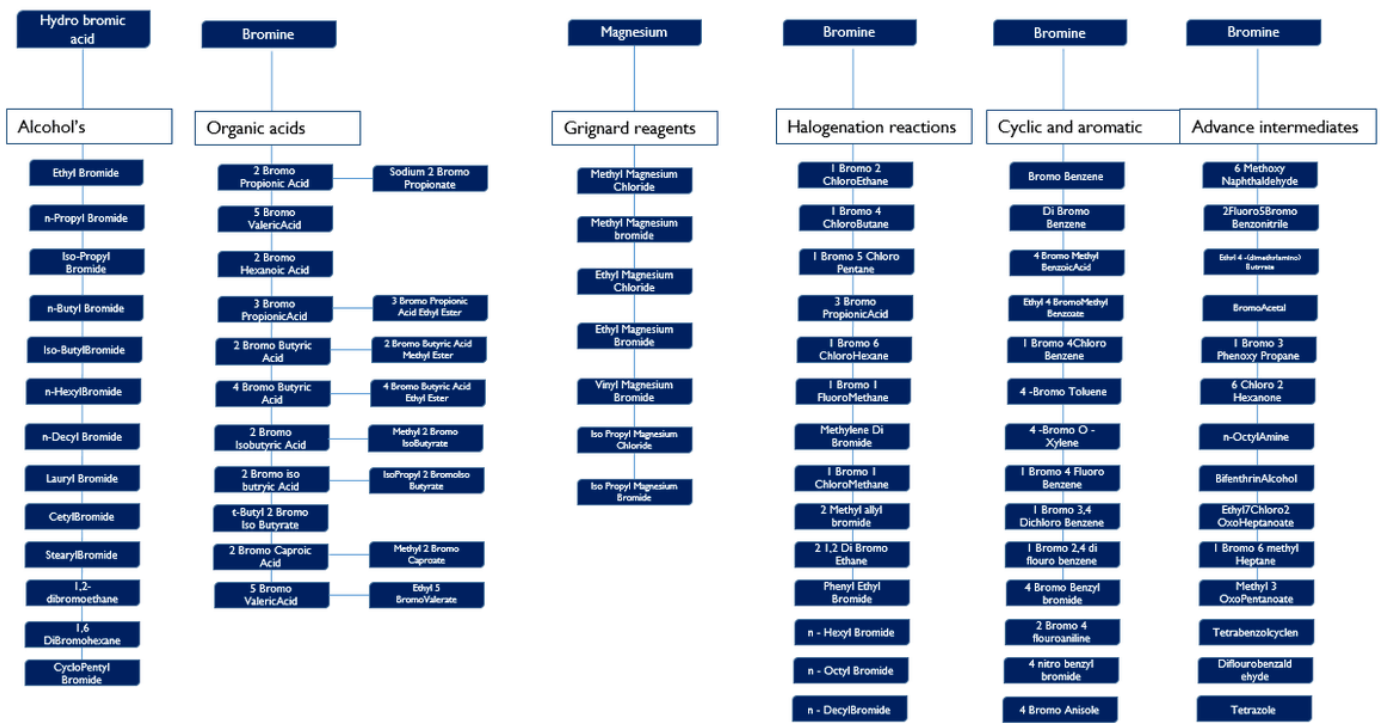 Hydro bromic
acid
Alcohol's
Ethyl Bromide
n-Propyl Bromide
Iso-Propyl
Bromide
n-Butyl Bromide
Iso-ButylBromide
n-HexylBromide
n-Decyl Bromide
Lauryl Bromide
CetylBromide
StearylBromide
1,2-
dibromoethane
1,6
DiBromohexane
CycloPentyl
Bromide
Bromine
Organic acids
2 Bromo
Propionic Acid
Sodium 2 Bromo
Propionate
5 Bromo
ValericAcid
2 Bromo
Hexanoic Acid
3 Bromo
PropionicAcid
3 Bromo Propionic
Acid Ethyl Ester
2 Bromo Butyric
Acid
2 Bromo Butyric Acid
Methyl Ester
4 Bromo Butyric
Acid
4 Bromo Butyric Acid
Ethyl Ester
2 Bromo
Isobutyric Acid
Methyl 2 Bromo
IsoButyrate
2 Bromo iso
butryic Acid
IsoPropyl 2 BromoIso
Butyrate
t-Butyl 2 Bromo
Iso Butyrate
2 Bromo Caproic
Acid
Methyl 2 Bromo
Caproate
5 Bromo
ValericAcid
Ethyl 5
BromoValerate
Magnesium
Grignard reagents
Methyl Magnesium
Chloride
Methyl Magnesium
bromide
Ethyl Magnesium
Chloride
Ethyl Magnesium
Bromide
Vinyl Magnesium
Bromide
Iso Propyl Magnesium
Chloride
Iso Propyl Magnesium
Bromide
Bromine
Halogenation reactions
1 Bromo 2
ChloroEthane
1 Bromo 4
ChloroButane
1 Bromo 5 Chloro
Pentane
3 Bromo
PropionicAcid
1 Bromo 6
ChloroHexane
1 Bromo 1
FluoroMethane
Methylene Di
Bromide
1 Bromo 1
ChloroMethane
2 Methyl allyl
bromide
2 1,2 Di Bromo
Ethane
Phenyl Ethyl
Bromide
n - Hexyl Bromide
n - Octyl Bromide
n - DecylBromide
Bromine
Cyclic and aromatic
Bromo Benzene
Di Bromo
Benzene
4 Bromo Methyl
BenzoicAcid
Ethyl 4 BromoMethyl
Benzoate
1 Bromo 4Chloro
Benzene
4 -Bromo Toluene
4 -Bromo O -
Xylene
1 Bromo 4 Fluoro
Benzene
1 Bromo 3,4
Dichloro Benzene
1 Bromo 2,4 di
flouro benzene
4 Bromo Benzyl
bromide
2 Bromo 4
flouroaniline
4 nitro benzyl
bromide
4 Bromo Anisole
Bromine
Advance intermediates
6 Methoxy
Naphthaldehyde
2Fluoro5Bromo
Benzonitrile
Ethrl 4 -(dimethrlamino)
Butrrate
BromoAcetal
1 Bromo 3
Phenoxy Propane
6 Chloro 2
Hexanone
n-OctylAmine
BifenthrinAlcohol
Ethyl7Chloro2
OxoHeptanoate
1 Bromo 6 methyl
Heptane
Methyl 3
OxoPentanoate
Tetrabenzolcyclen
Diflourobenzald
ehyde
Tetrazole